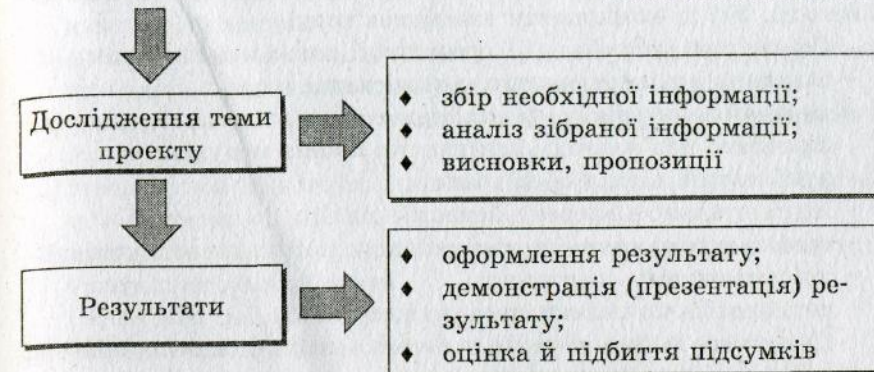 Дослідження теми
проекту
♦ збір необхідної інформації;
♦ аналіз зібраної інформації;
♦ висновки, пропозиції
Результати
♦ оформлення результату;
♦ демонстрація (презентація) ре-
зультату;
♦ оцінка й підбиття підсумків